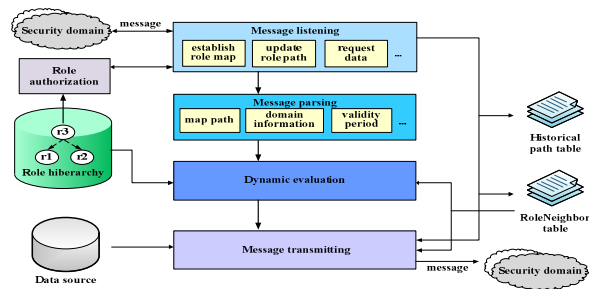 message
Security domain
Message listening
establish
role map
update
role path
request
data
...
Role
authorization
Message parsing
map path
domain
information
validity
period
...
r3
r1
r2
Role hiberarchy
Historical
path table
Dynamic evaluation
RoleNeighbor
table
Message transmitting
Data source
message
Security domain